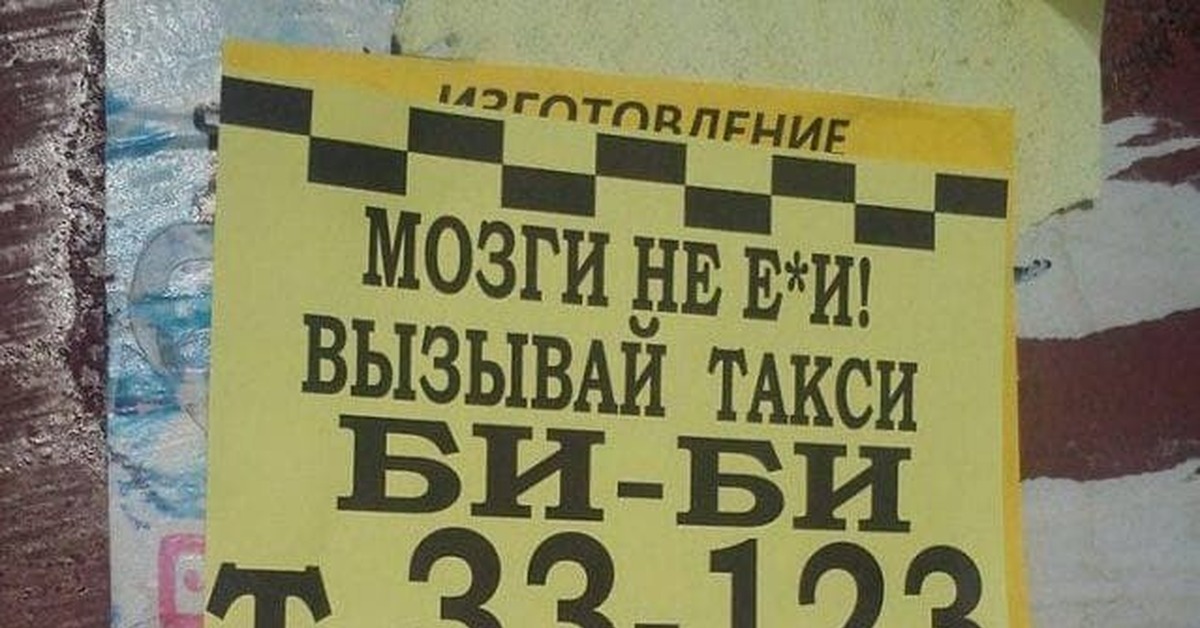 ИЗГОТОВЛЕНИЕ
МОЗГИ НЕ Е*И!
ВЫЗЫВАЙ ТАКСИ
БИ-БИ
т. 33-123